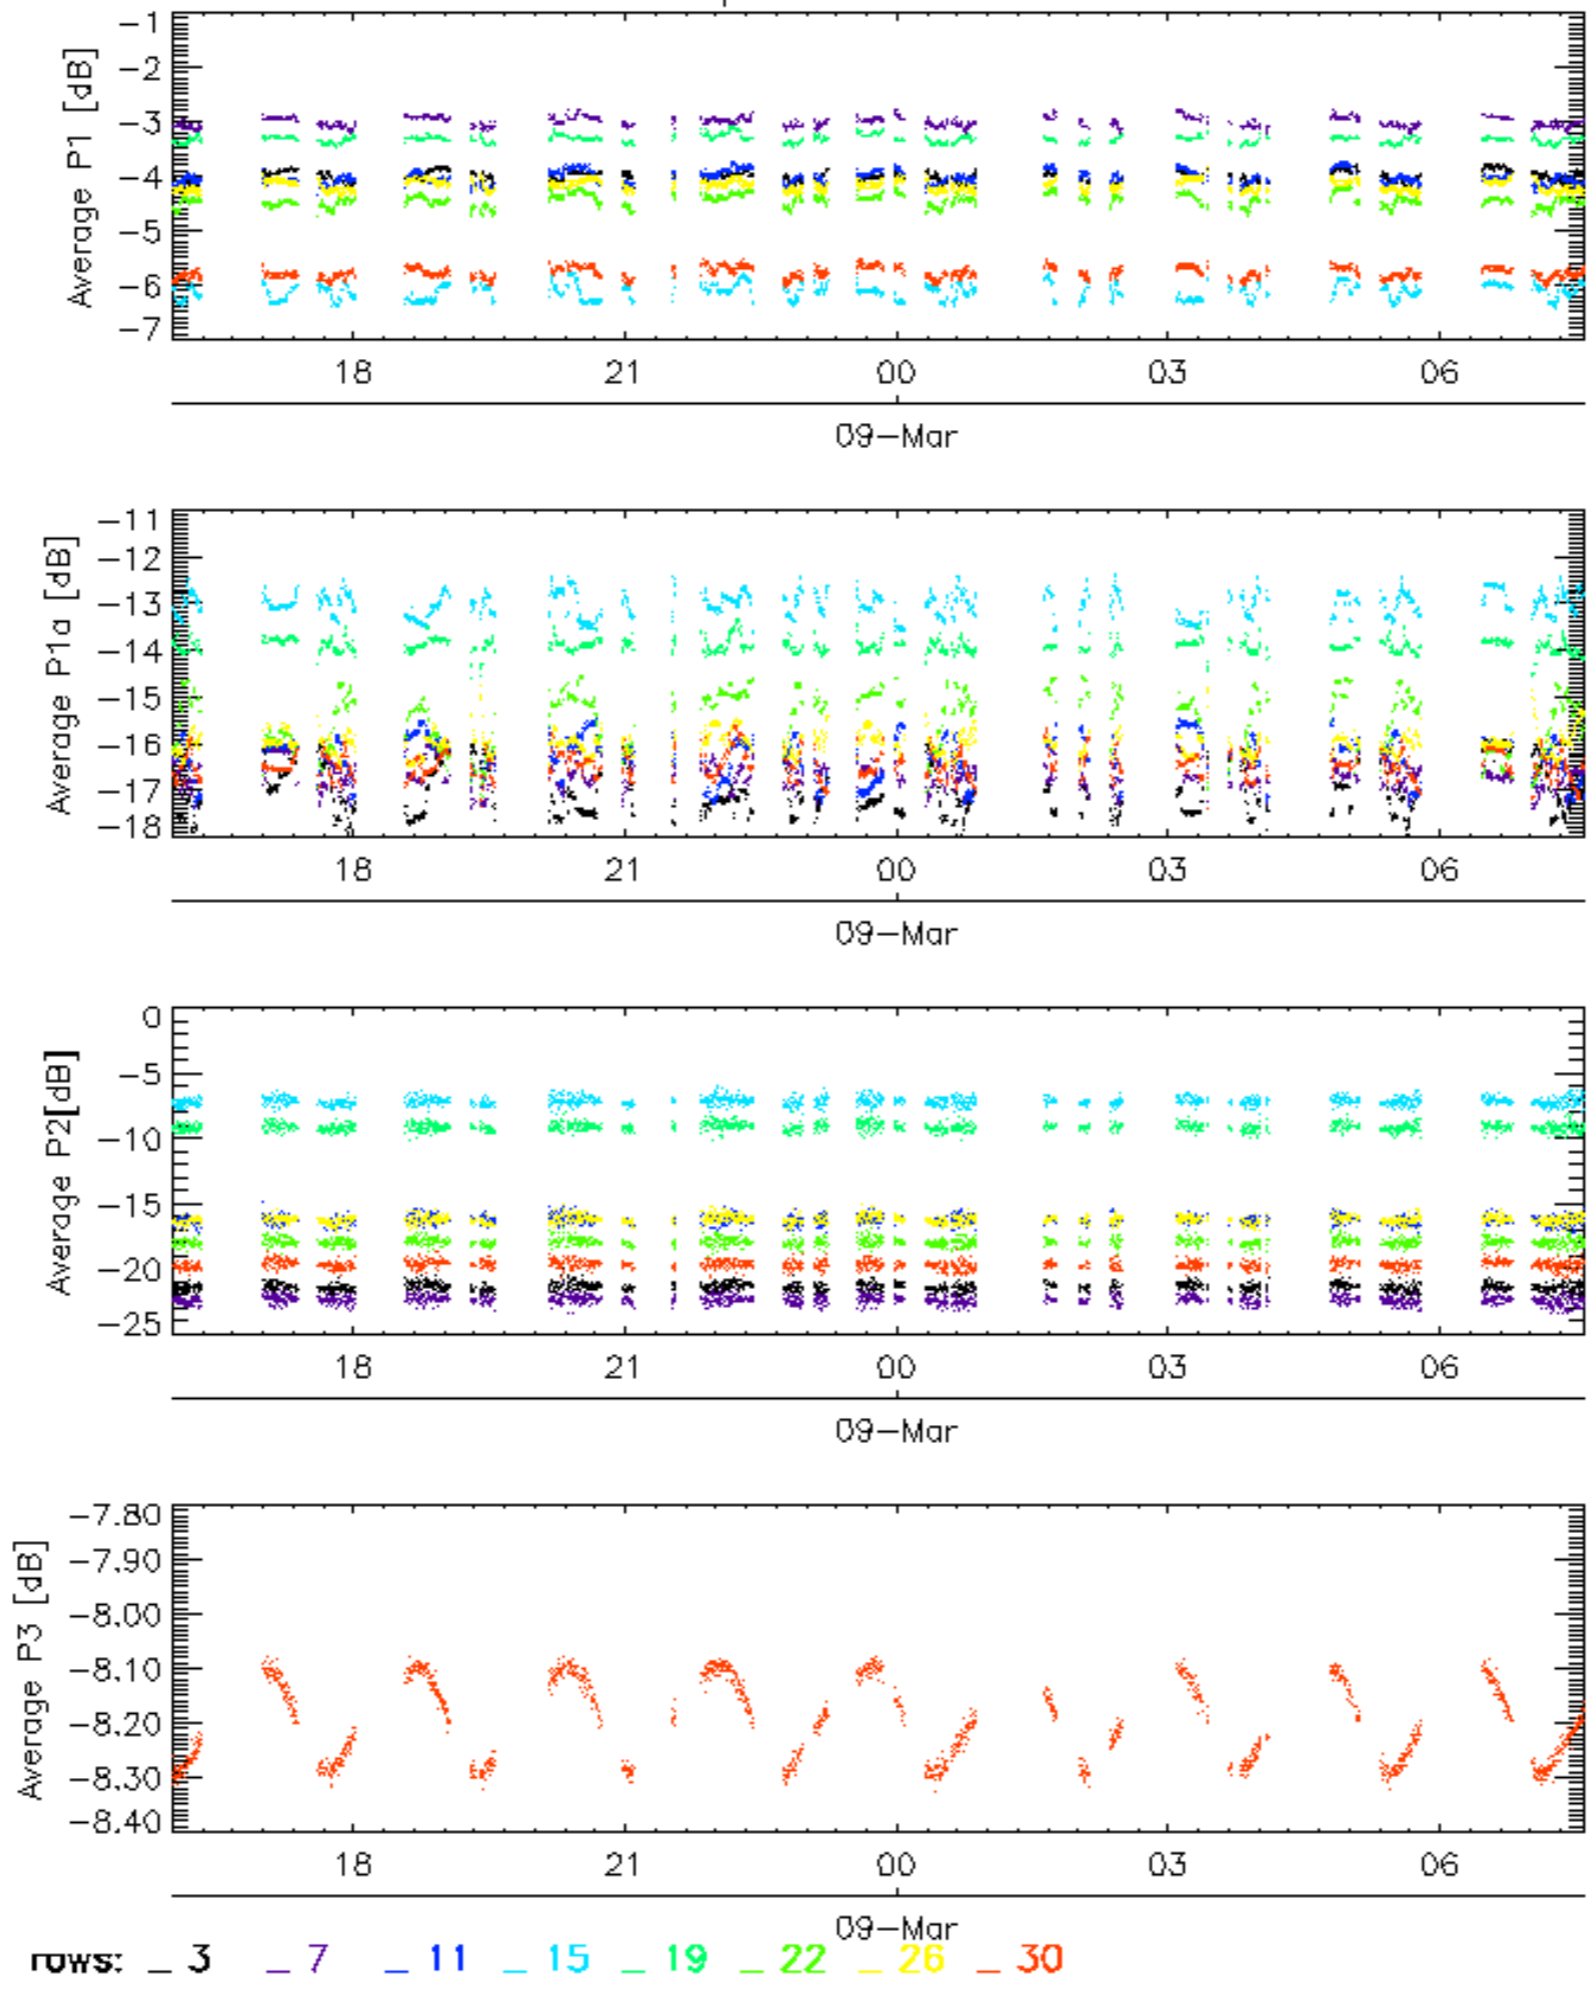 Average P1 [dB]
-1
-2
-3
-4
-5
-6
-7
18 21 00 03 06
09-Mar
Average P1a [dB]
-11
-12
-13
-14
-15
-16
-17
-18
18 21 00 03 06
09-Mar
Average P2[dB]
0
-5
-10
-15
-20
-25
18 21 00 03 06
09-Mar
Average P3 [dB]
-7.80
-7.90
-8.00
-8.10
-8.20
-8.30
-8.40
18 21 00 03 06
09-Mar
rows: _ 3 _ 7 _ 11 _ 15 _ 19 _ 22 _ 26 _ 30